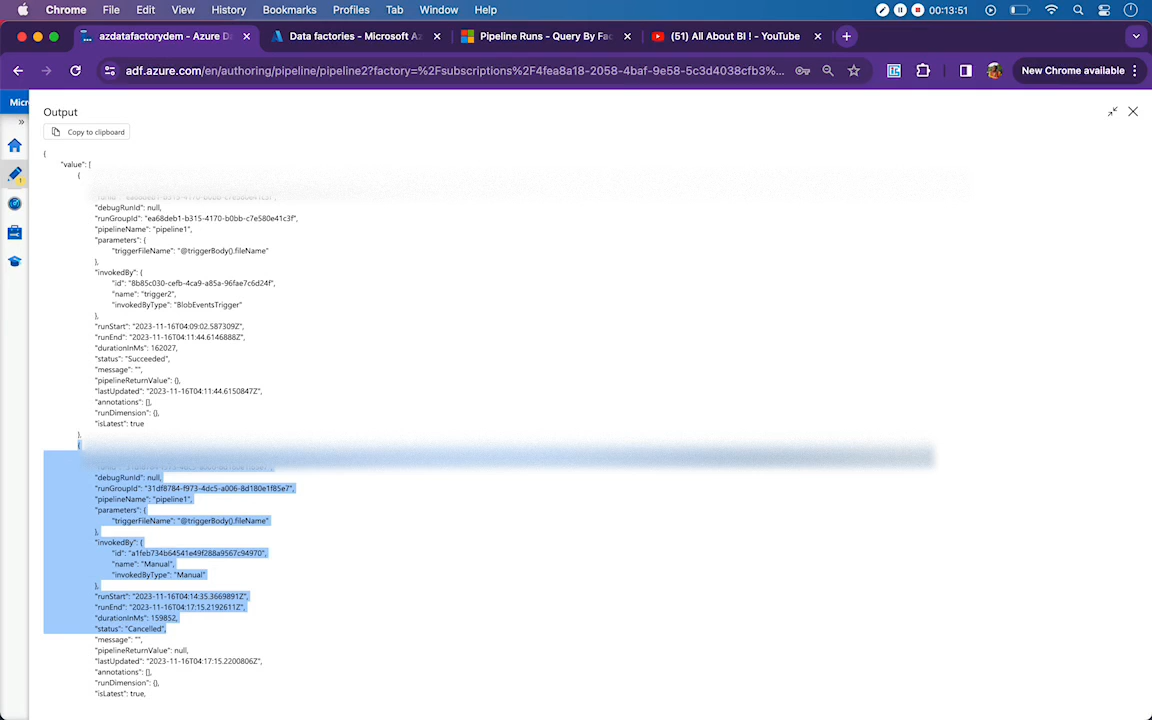 Chrome File Edit View History Bookmarks Profiles Tab Window Help 00:13:51
azdatafactorydem - Azure Da Data factories - Microsoft Az Pipeline Runs - Query By Fac (51) All About BI ! - YouTube
adf.azure.com/en/authoring/pipeline/pipeline2?factory=%2Fsubscriptions%2F4fea8a18-2058-4baf-9e58-5c3d4038cfb3%... New Chrome available
Micr
Output
Copy to clipboard
{
"value": [
{
"debugRunId": null,
"runGroupId": "ea68deb1-b315-4170-b0bb-c7e580e41c3f",
"pipelineName": "pipeline1",
"parameters": {
"triggerFileName": "@triggerBody().fileName"
},
"invokedBy": {
"id": "8b85c030-cefb-4ca9-a85a-96fae7c6d24f",
"name": "trigger2",
"invokedByType": "BlobEventsTrigger"
},
"runStart": "2023-11-16T04:09:02.587309Z",
"runEnd": "2023-11-16T04:11:44.6146888Z",
"durationInMs": 162027,
"status": "Succeeded",
"message": "",
"pipelineReturnValue": {},
"lastUpdated": "2023-11-16T04:11:44.6150847Z",
"annotations": [],
"runDimension": {},
"isLatest": true
},
{
"debugRunId": null,
"runGroupId": "31df8784-f973-4dc5-a006-8d180e1f85e7",
"pipelineName": "pipeline1",
"parameters": {
"triggerFileName": "@triggerBody().fileName"
},
"invokedBy": {
"id": "a1feb734b64541e49f288a9567c94970",
"name": "Manual",
"invokedByType": "Manual"
},
"runStart": "2023-11-16T04:14:35.3669891Z",
"runEnd": "2023-11-16T04:17:15.2192611Z",
"durationInMs": 159852,
"status": "Cancelled",
"message": "",
"pipelineReturnValue": null,
"lastUpdated": "2023-11-16T04:17:15.2200806Z",
"annotations": [],
"runDimension": {},
"isLatest": true,